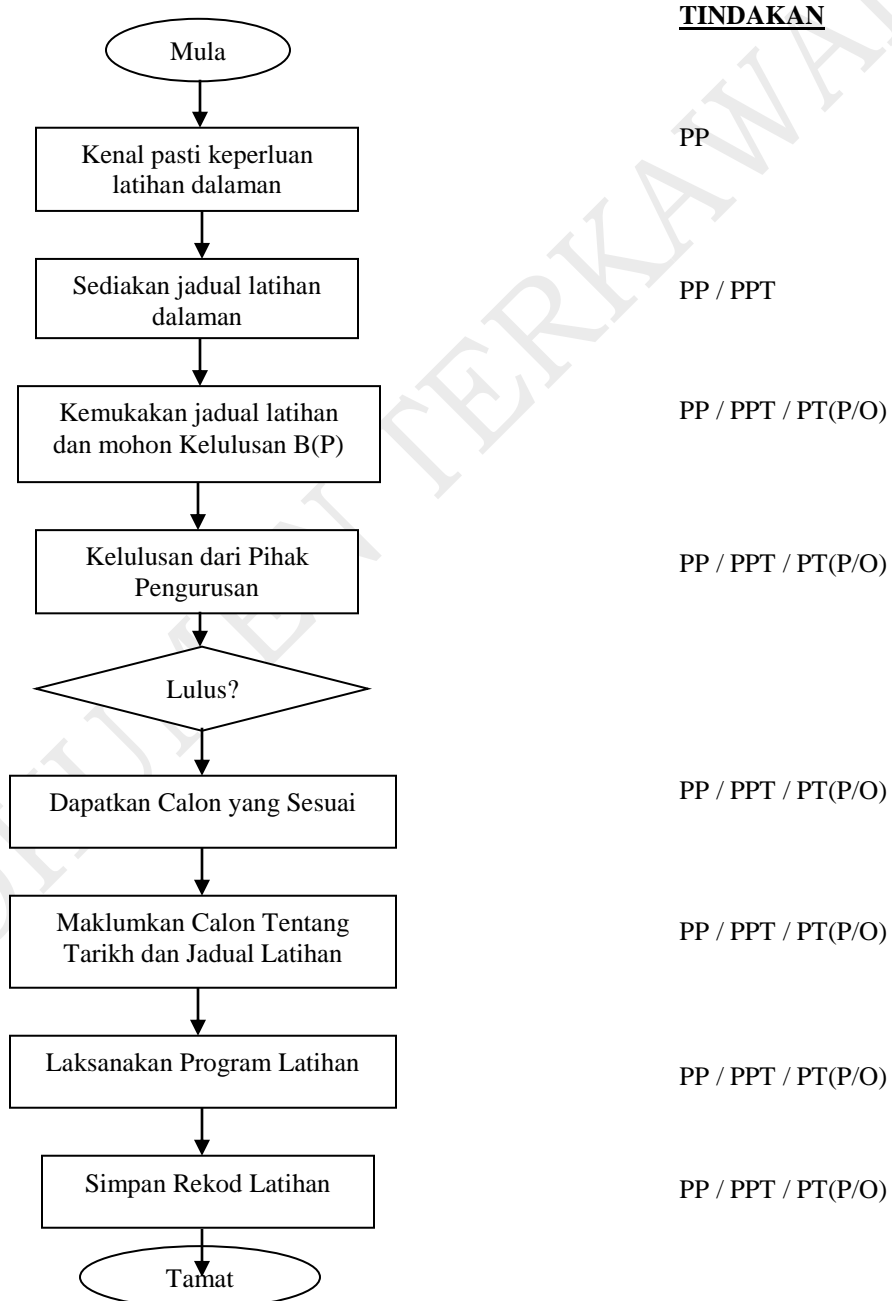 TINDAKAN
Mula
Kenal pasti keperluan
latihan dalaman
PP
Sediakan jadual latihan
dalaman
PP / PPT
Kemukakan jadual latihan
dan mohon Kelulusan B(P)
PP / PPT / PT(P/O)
Kelulusan dari Pihak
Pengurusan
PP / PPT / PT(P/O)
Lulus?
Dapatkan Calon yang Sesuai
PP / PPT / PT(P/O)
Maklumkan Calon Tentang
Tarikh dan Jadual Latihan
PP / PPT / PT(P/O)
Laksanakan Program Latihan
PP / PPT / PT(P/O)
Simpan Rekod Latihan
PP / PPT / PT(P/O)
Tamat